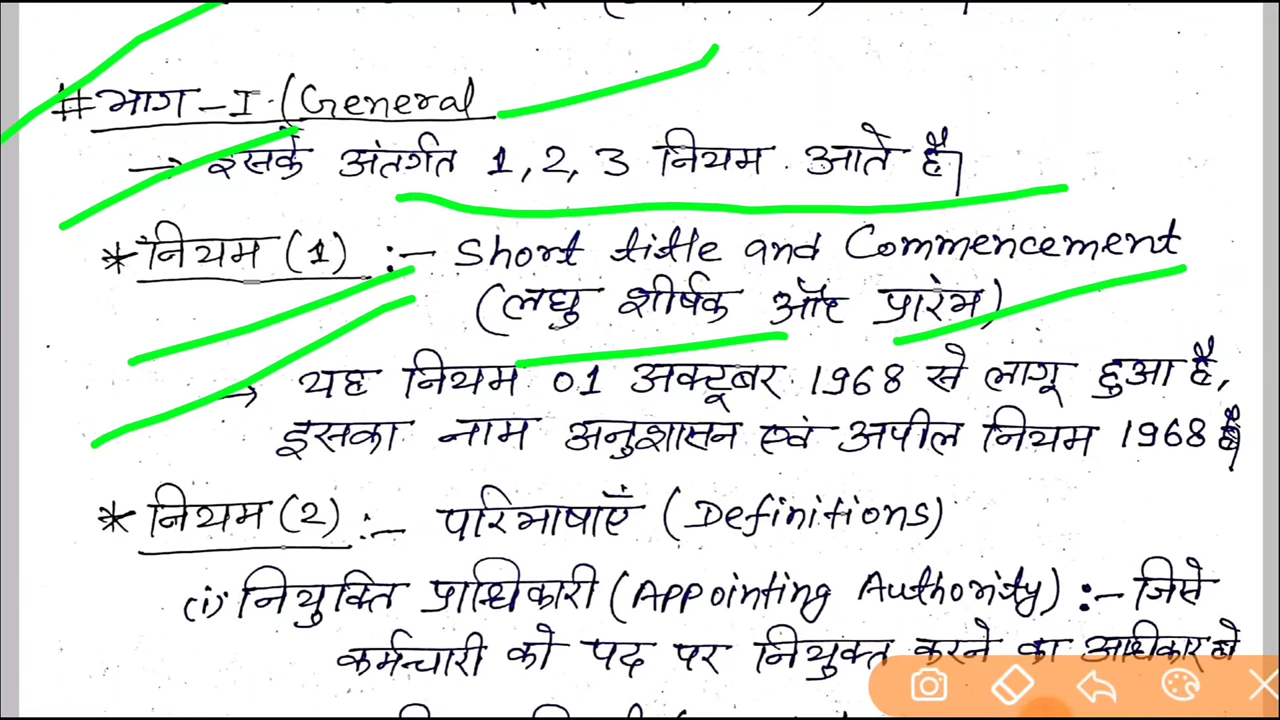 # भाग - I (General
→ इसके अंतर्गत 1, 2, 3 नियम आते है।
* नियम (1) :- Short title and Commencement
(लघु शीर्षक और प्रारंभ)
→ यह नियम 01 अक्टूबर 1968 से लागू हुआ है,
इसका नाम अनुशासन एवं अपील नियम 1968 है
* नियम (2) :- परिभाषाएँ (Definitions)
(i) नियुक्ति प्राधिकारी (Appointing Authority) :- जिसे
कर्मचारी को पद पर नियुक्त करने का अधिकार हो